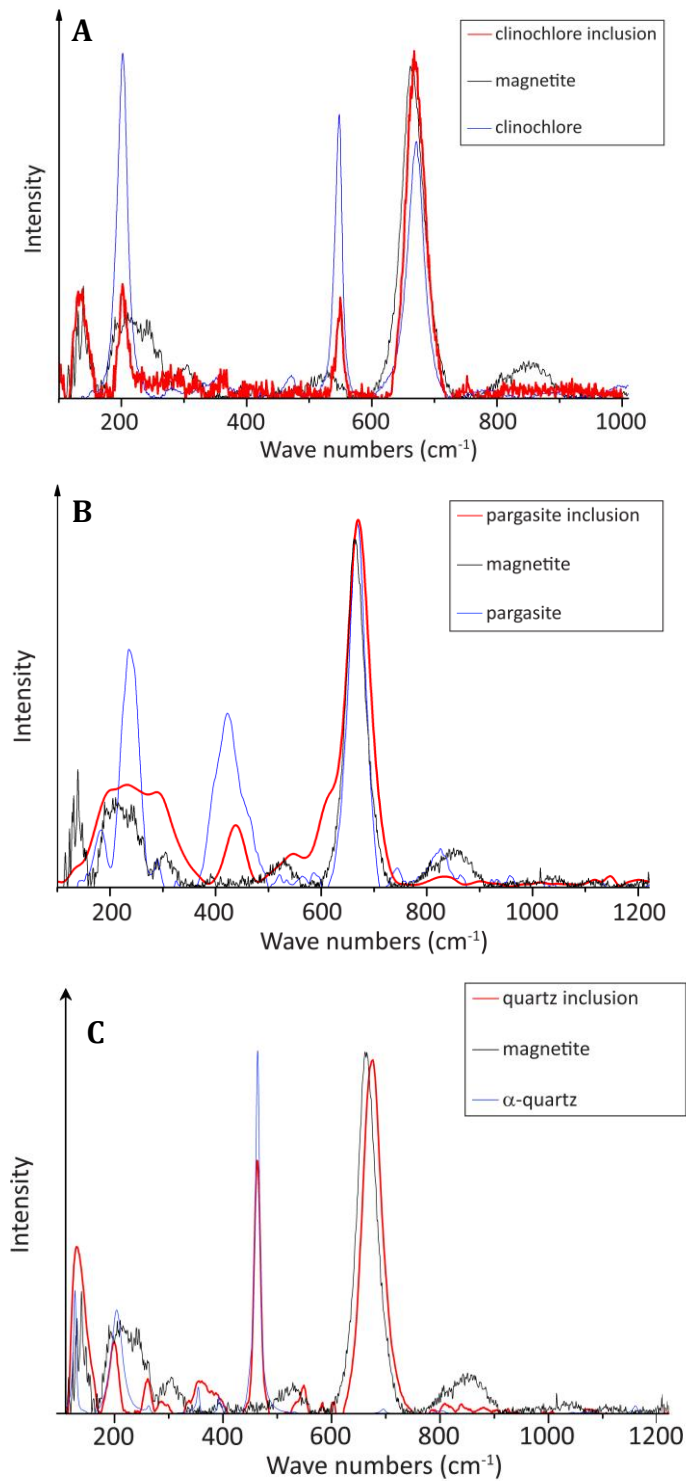 A
clinochlore inclusion
magnetite
clinochlore
Intensity
200
400
600
800
1000
Wave numbers (cm⁻¹)
B
pargasite inclusion
magnetite
pargasite
Intensity
200
400
600
800
1000
1200
Wave numbers (cm⁻¹)
C
quartz inclusion
magnetite
α-quartz
Intensity
200
400
600
800
1000
1200
Wave numbers (cm⁻¹)